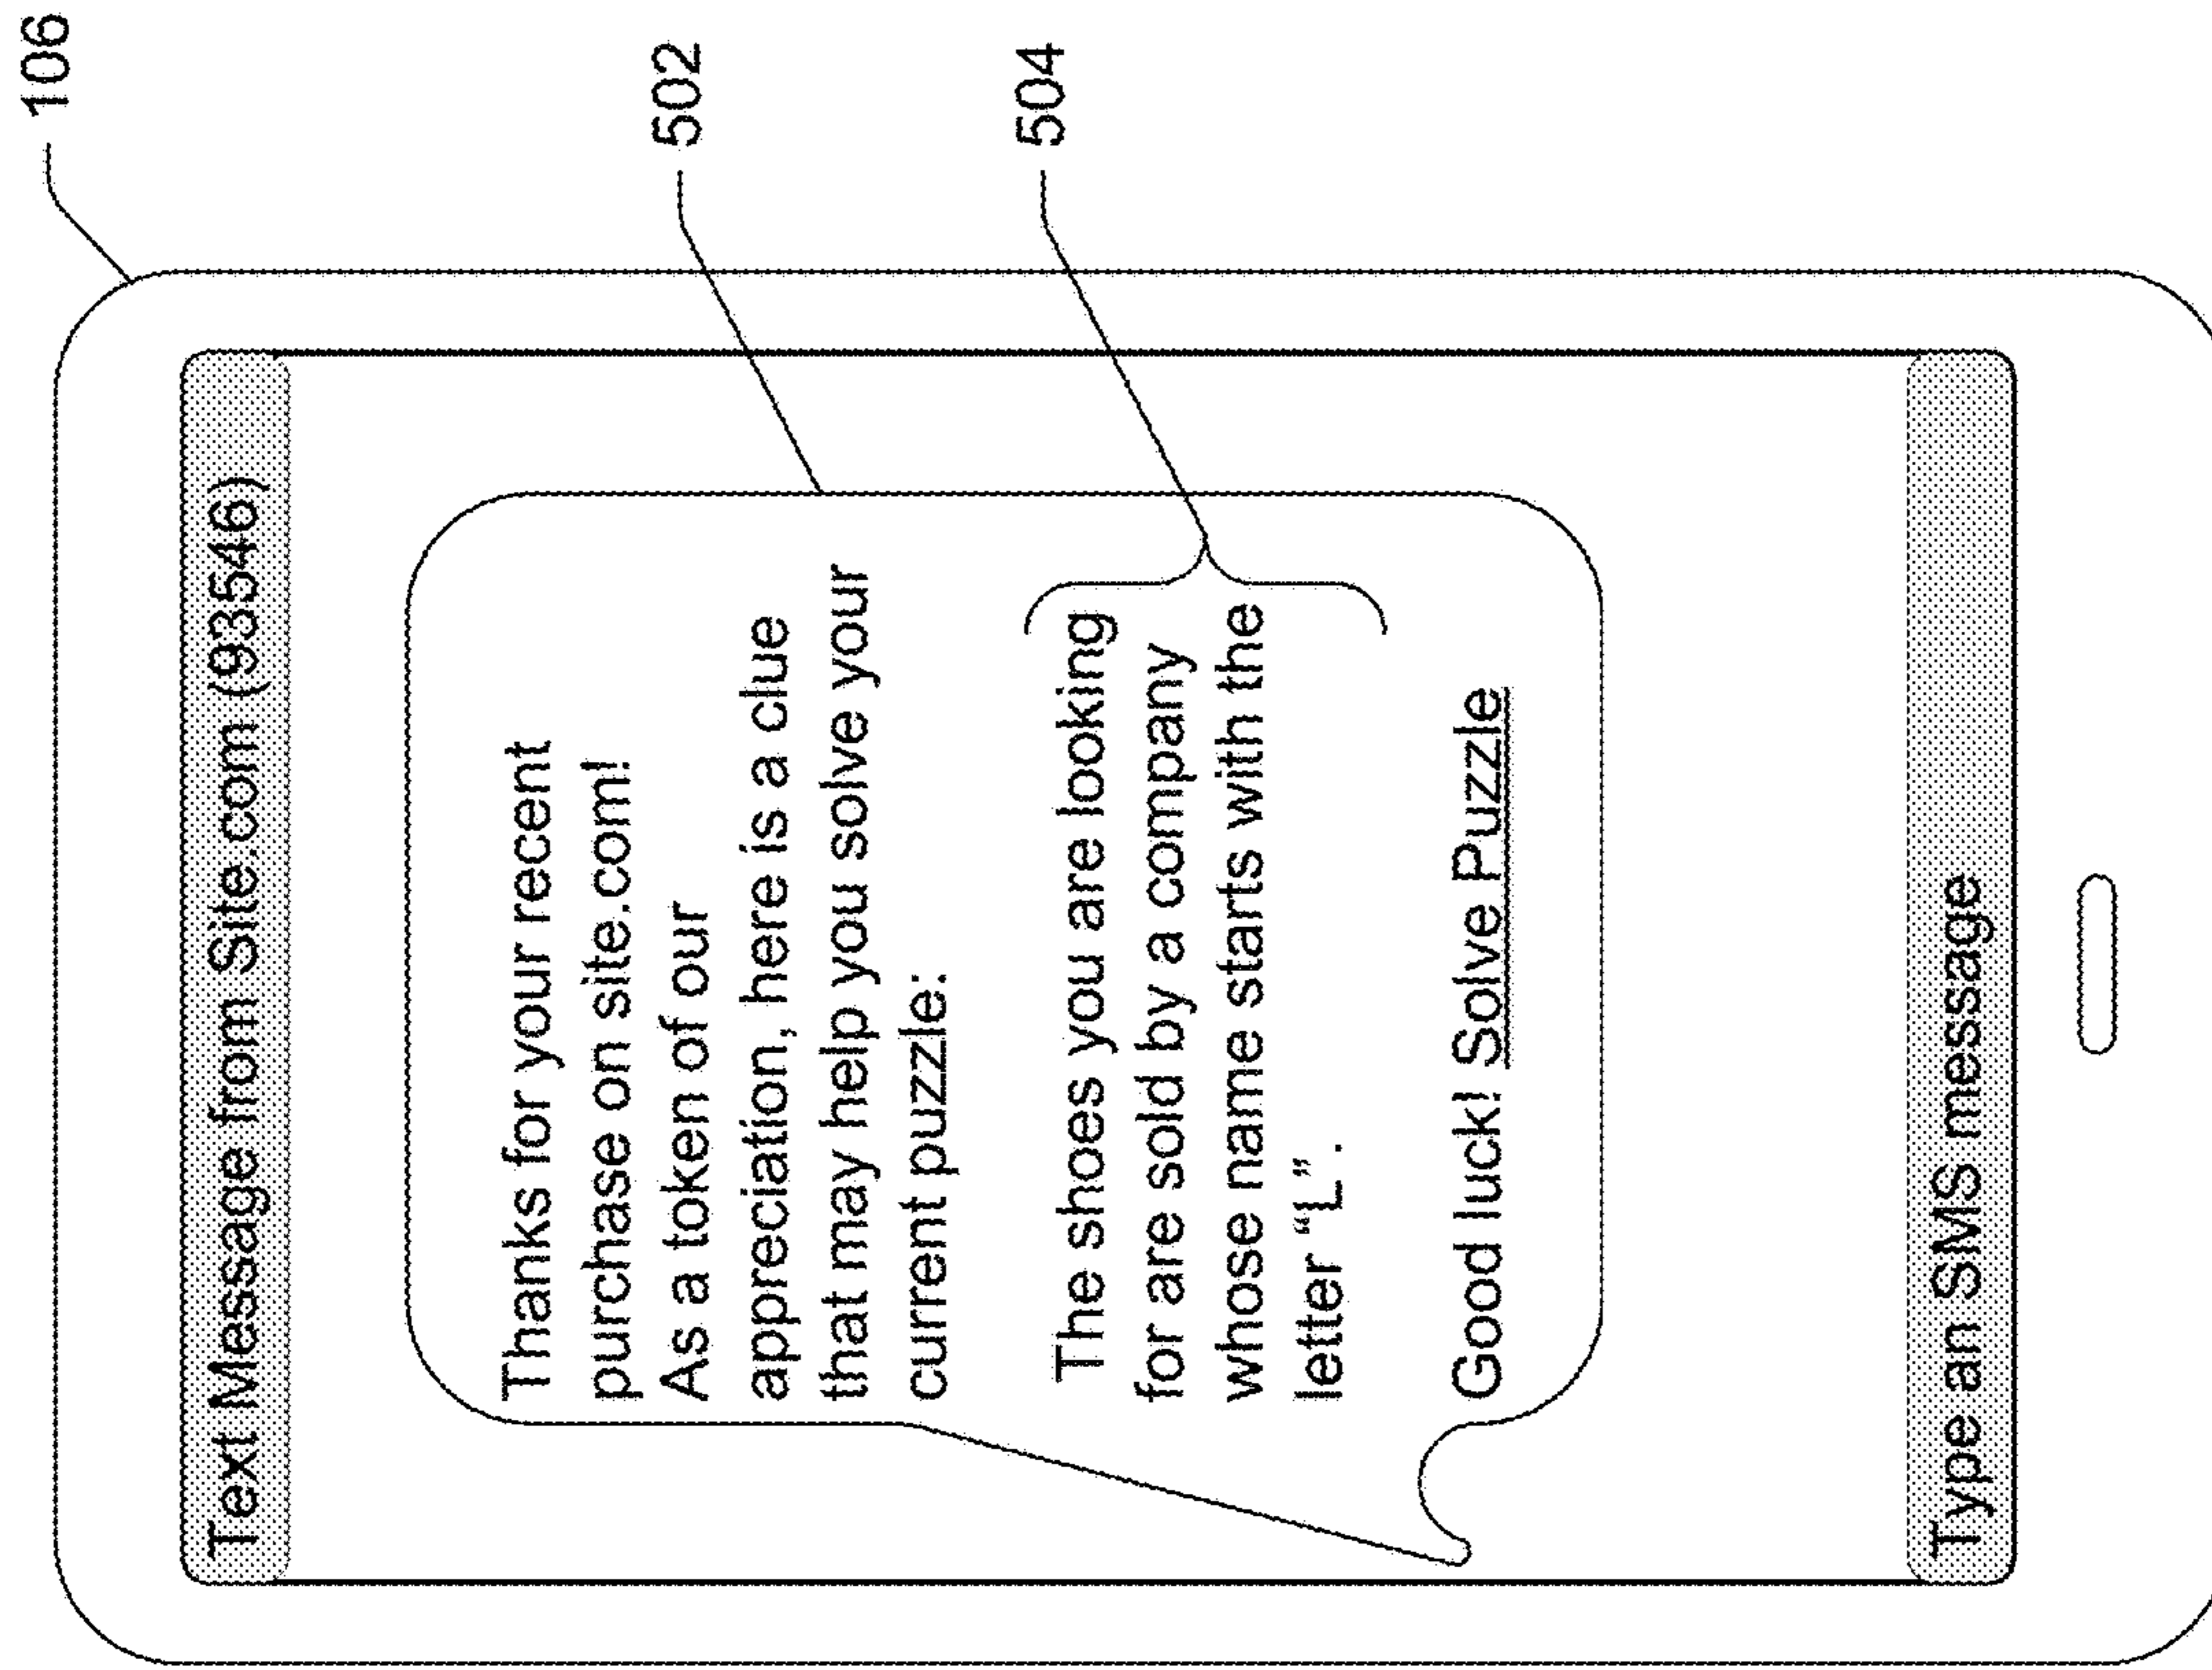 106
Text Message from Site.com (93546)
Thanks for your recent
purchase on site.com!
As a token of our
appreciation, here is a clue
that may help you solve your
current puzzle:
502
The shoes you are looking
for are sold by a company
whose name starts with the
letter “L”.
504
Good luck! Solve Puzzle
Type an SMS message